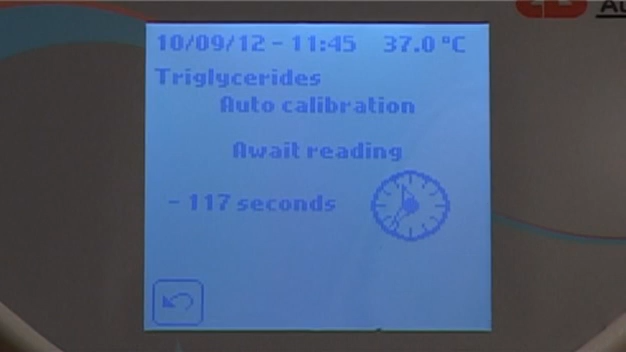 10/09/12 - 11:45 37.0 °C
Triglycerides
Auto calibration
Await reading
- 117 seconds